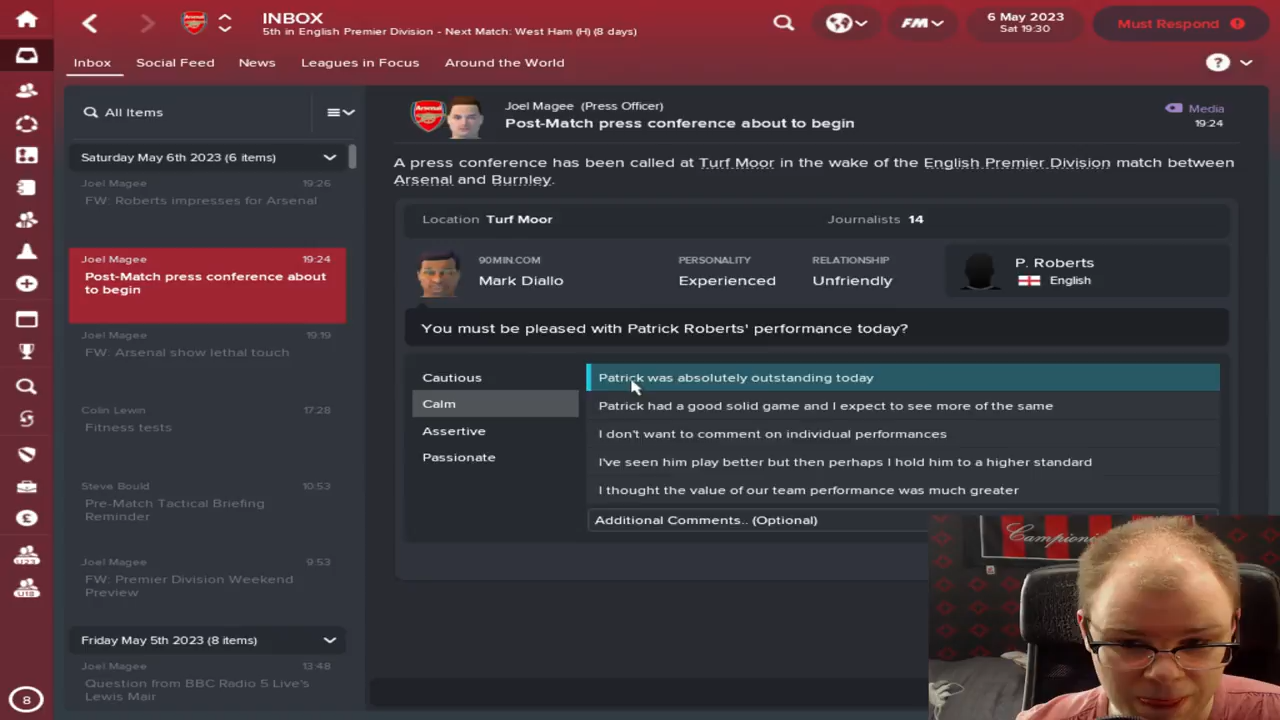 INBOX
5th in English Premier Division - Next Match: West Ham (H) (8 days)
6 May 2023
Sat 19:30
FM
Must Respond
Inbox
Social Feed
News
Leagues in Focus
Around the World
?
All Items
Saturday May 6th 2023 (6 items)
Joel Magee 19:26
FW: Roberts impresses for Arsenal
Joel Magee 19:24
Post-Match press conference about
to begin
Joel Magee 19:19
FW: Arsenal show lethal touch
Colin Lewin 17:28
Fitness tests
Steve Bould 10:53
Pre-Match Tactical Briefing
Reminder
Joel Magee 9:53
FW: Premier Division Weekend
Preview
Friday May 5th 2023 (8 items)
Joel Magee 13:48
Question from BBC Radio 5 Live's
Lewis Mair
U23
U18
8
Arsenal
Joel Magee (Press Officer)
Post-Match press conference about to begin
Media
19:24
A press conference has been called at Turf Moor in the wake of the English Premier Division match between
Arsenal and Burnley.
Location Turf Moor
Journalists 14
90MIN.COM
Mark Diallo
PERSONALITY
Experienced
RELATIONSHIP
Unfriendly
P. Roberts
English
You must be pleased with Patrick Roberts' performance today?
Cautious
Calm
Assertive
Passionate
Patrick was absolutely outstanding today
Patrick had a good solid game and I expect to see more of the same
I don't want to comment on individual performances
I've seen him play better but then perhaps I hold him to a higher standard
I thought the value of our team performance was much greater
Additional Comments.. (Optional)